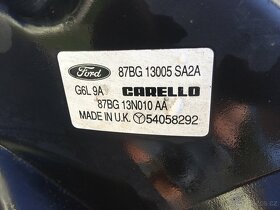 Ford 87BG 13005 SA2A
G6L 9A CARELLO
87BG 13N010 AA
MADE IN U.K. 54058292